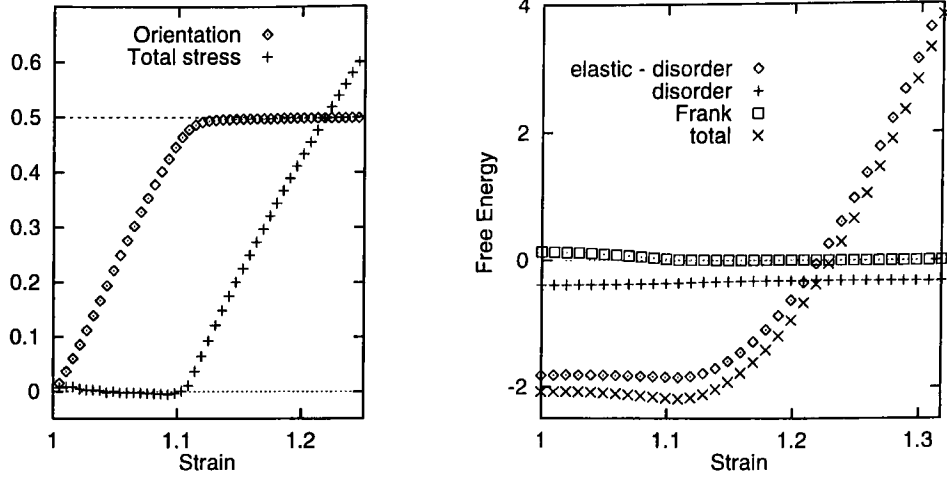 Orientation
Total stress
0.6
0.5
0.4
0.3
0.2
0.1
0
1
1.1
1.2
Strain
Free Energy
4
2
0
-2
elastic - disorder
disorder
Frank
total
1
1.1
1.2
1.3
Strain